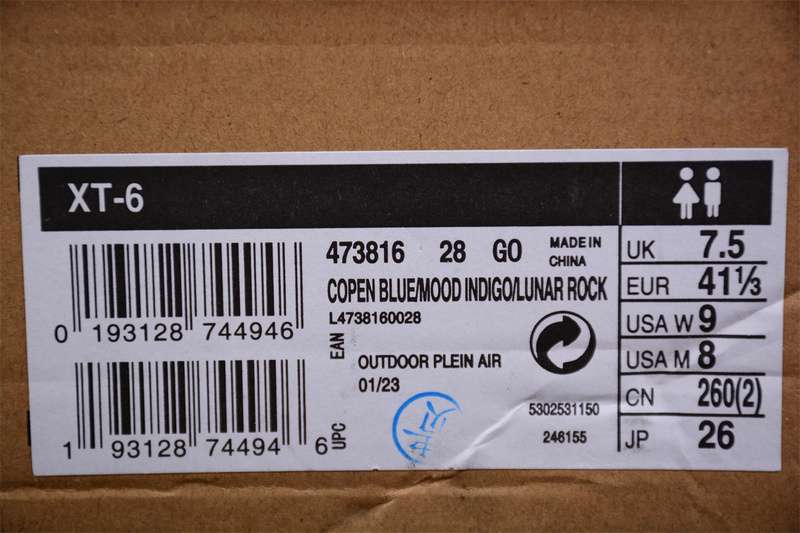 XT-6
473816 28 GO MADE IN CHINA
COPEN BLUE/MOOD INDIGO/LUNAR ROCK
L4738160028
0 193128 744946
EAN
OUTDOOR PLEIN AIR
01/23
5302531150
246155
1 93128 74494 6
UPC
UK 7.5
EUR 41⅓
USA W 9
USA M 8
CN 260(2)
JP 26